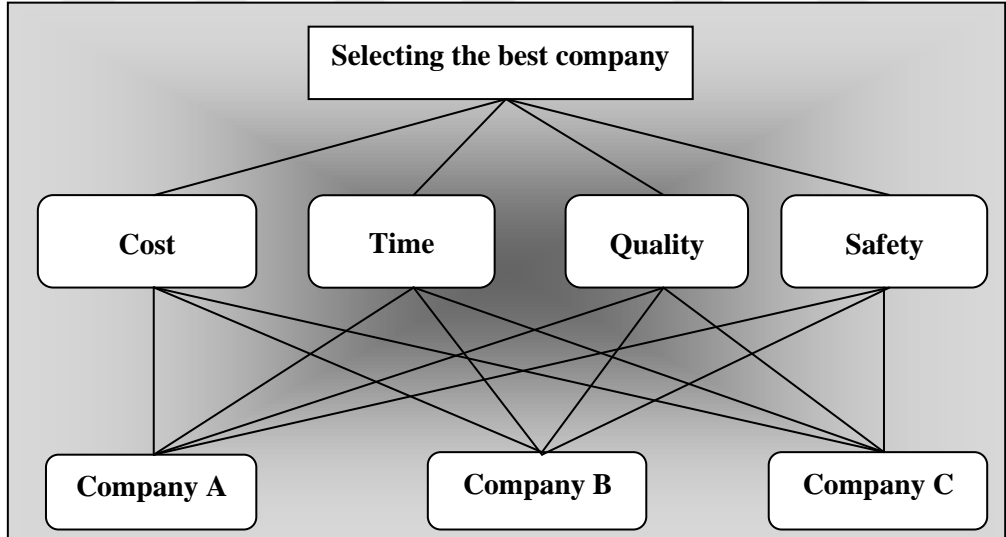 Selecting the best company
Cost
Time
Quality
Safety
Company A
Company B
Company C